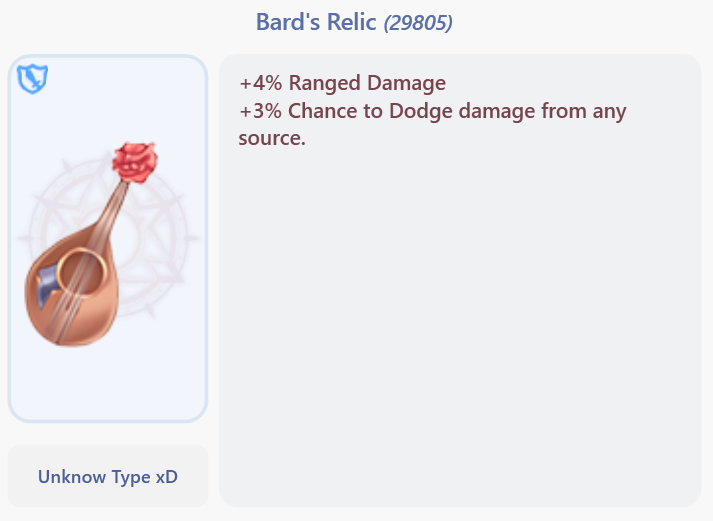 Bard's Relic (29805)
+4% Ranged Damage
+3% Chance to Dodge damage from any
source.
Unknow Type xD